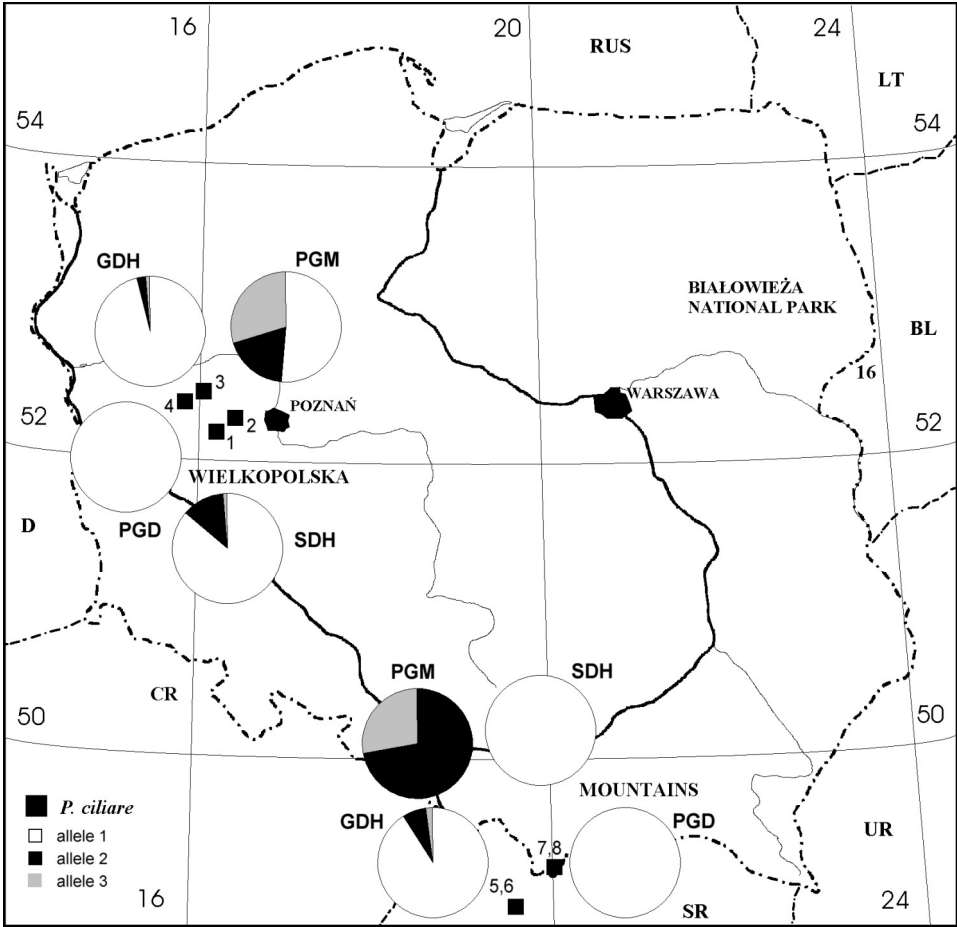 16
20
24
RUS
LT
54
54
GDH
PGM
BIAŁOWIEŻA
NATIONAL PARK
BL
16
3
4
WARSZAWA
POZNAŃ
2
1
52
52
WIELKOPOLSKA
D
PGD
SDH
PGM
SDH
CR
50
50
MOUNTAINS
P. ciliare
allele 1
allele 2
allele 3
GDH
PGD
UR
7,8
5,6
16
SR
24